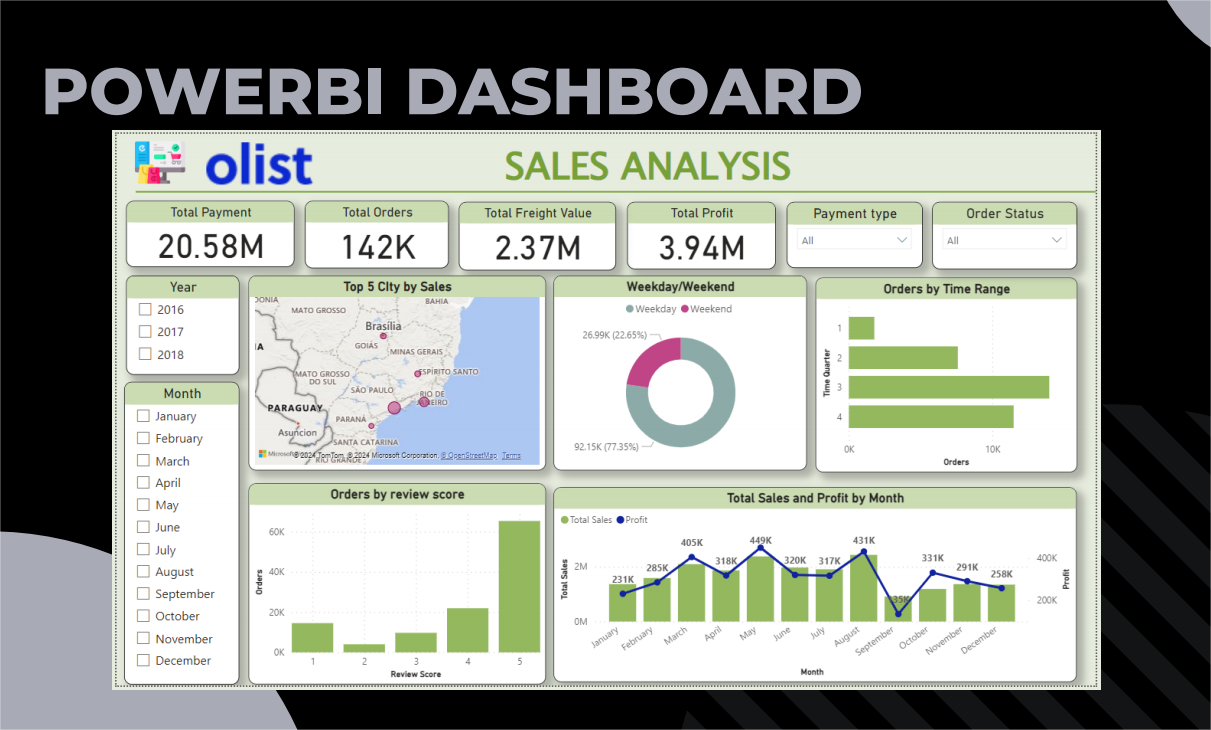 POWERBI DASHBOARD
olist
SALES ANALYSIS
Total Payment
20.58M
Total Orders
142K
Total Freight Value
2.37M
Total Profit
3.94M
Payment type
All
Order Status
All
Year
2016
2017
2018
Month
January
February
March
April
May
June
July
August
September
October
November
December
Top 5 CIty by Sales
MATO GROSSO
BAHIA
Brasília
GOIÁS
MINAS GERAIS
ESPÍRITO SANTO
MATO GROSSO
DO SUL
SÃO PAULO
RIO DE
JANEIRO
PARAGUAY
PARANÁ
Asuncion
SANTA CATARINA
RIO GRANDE
© 2024 TomTom, © 2024 Microsoft Corporation, © OpenStreetMap Terms
Weekday/Weekend
Weekday Weekend
26.99K (22.65%)
92.15K (77.35%)
Orders by Time Range
Time Quarter
1
2
3
4
0K 10K
Orders
Orders by review score
Orders
60K
40K
20K
0K
1 2 3 4 5
Review Score
Total Sales and Profit by Month
Total Sales Profit
Total Sales
2M
0M
231K 285K 405K 318K 449K 320K 317K 431K 35K 331K 291K 258K
400K
200K
Profit
January February March April May June July August September October November December
Month